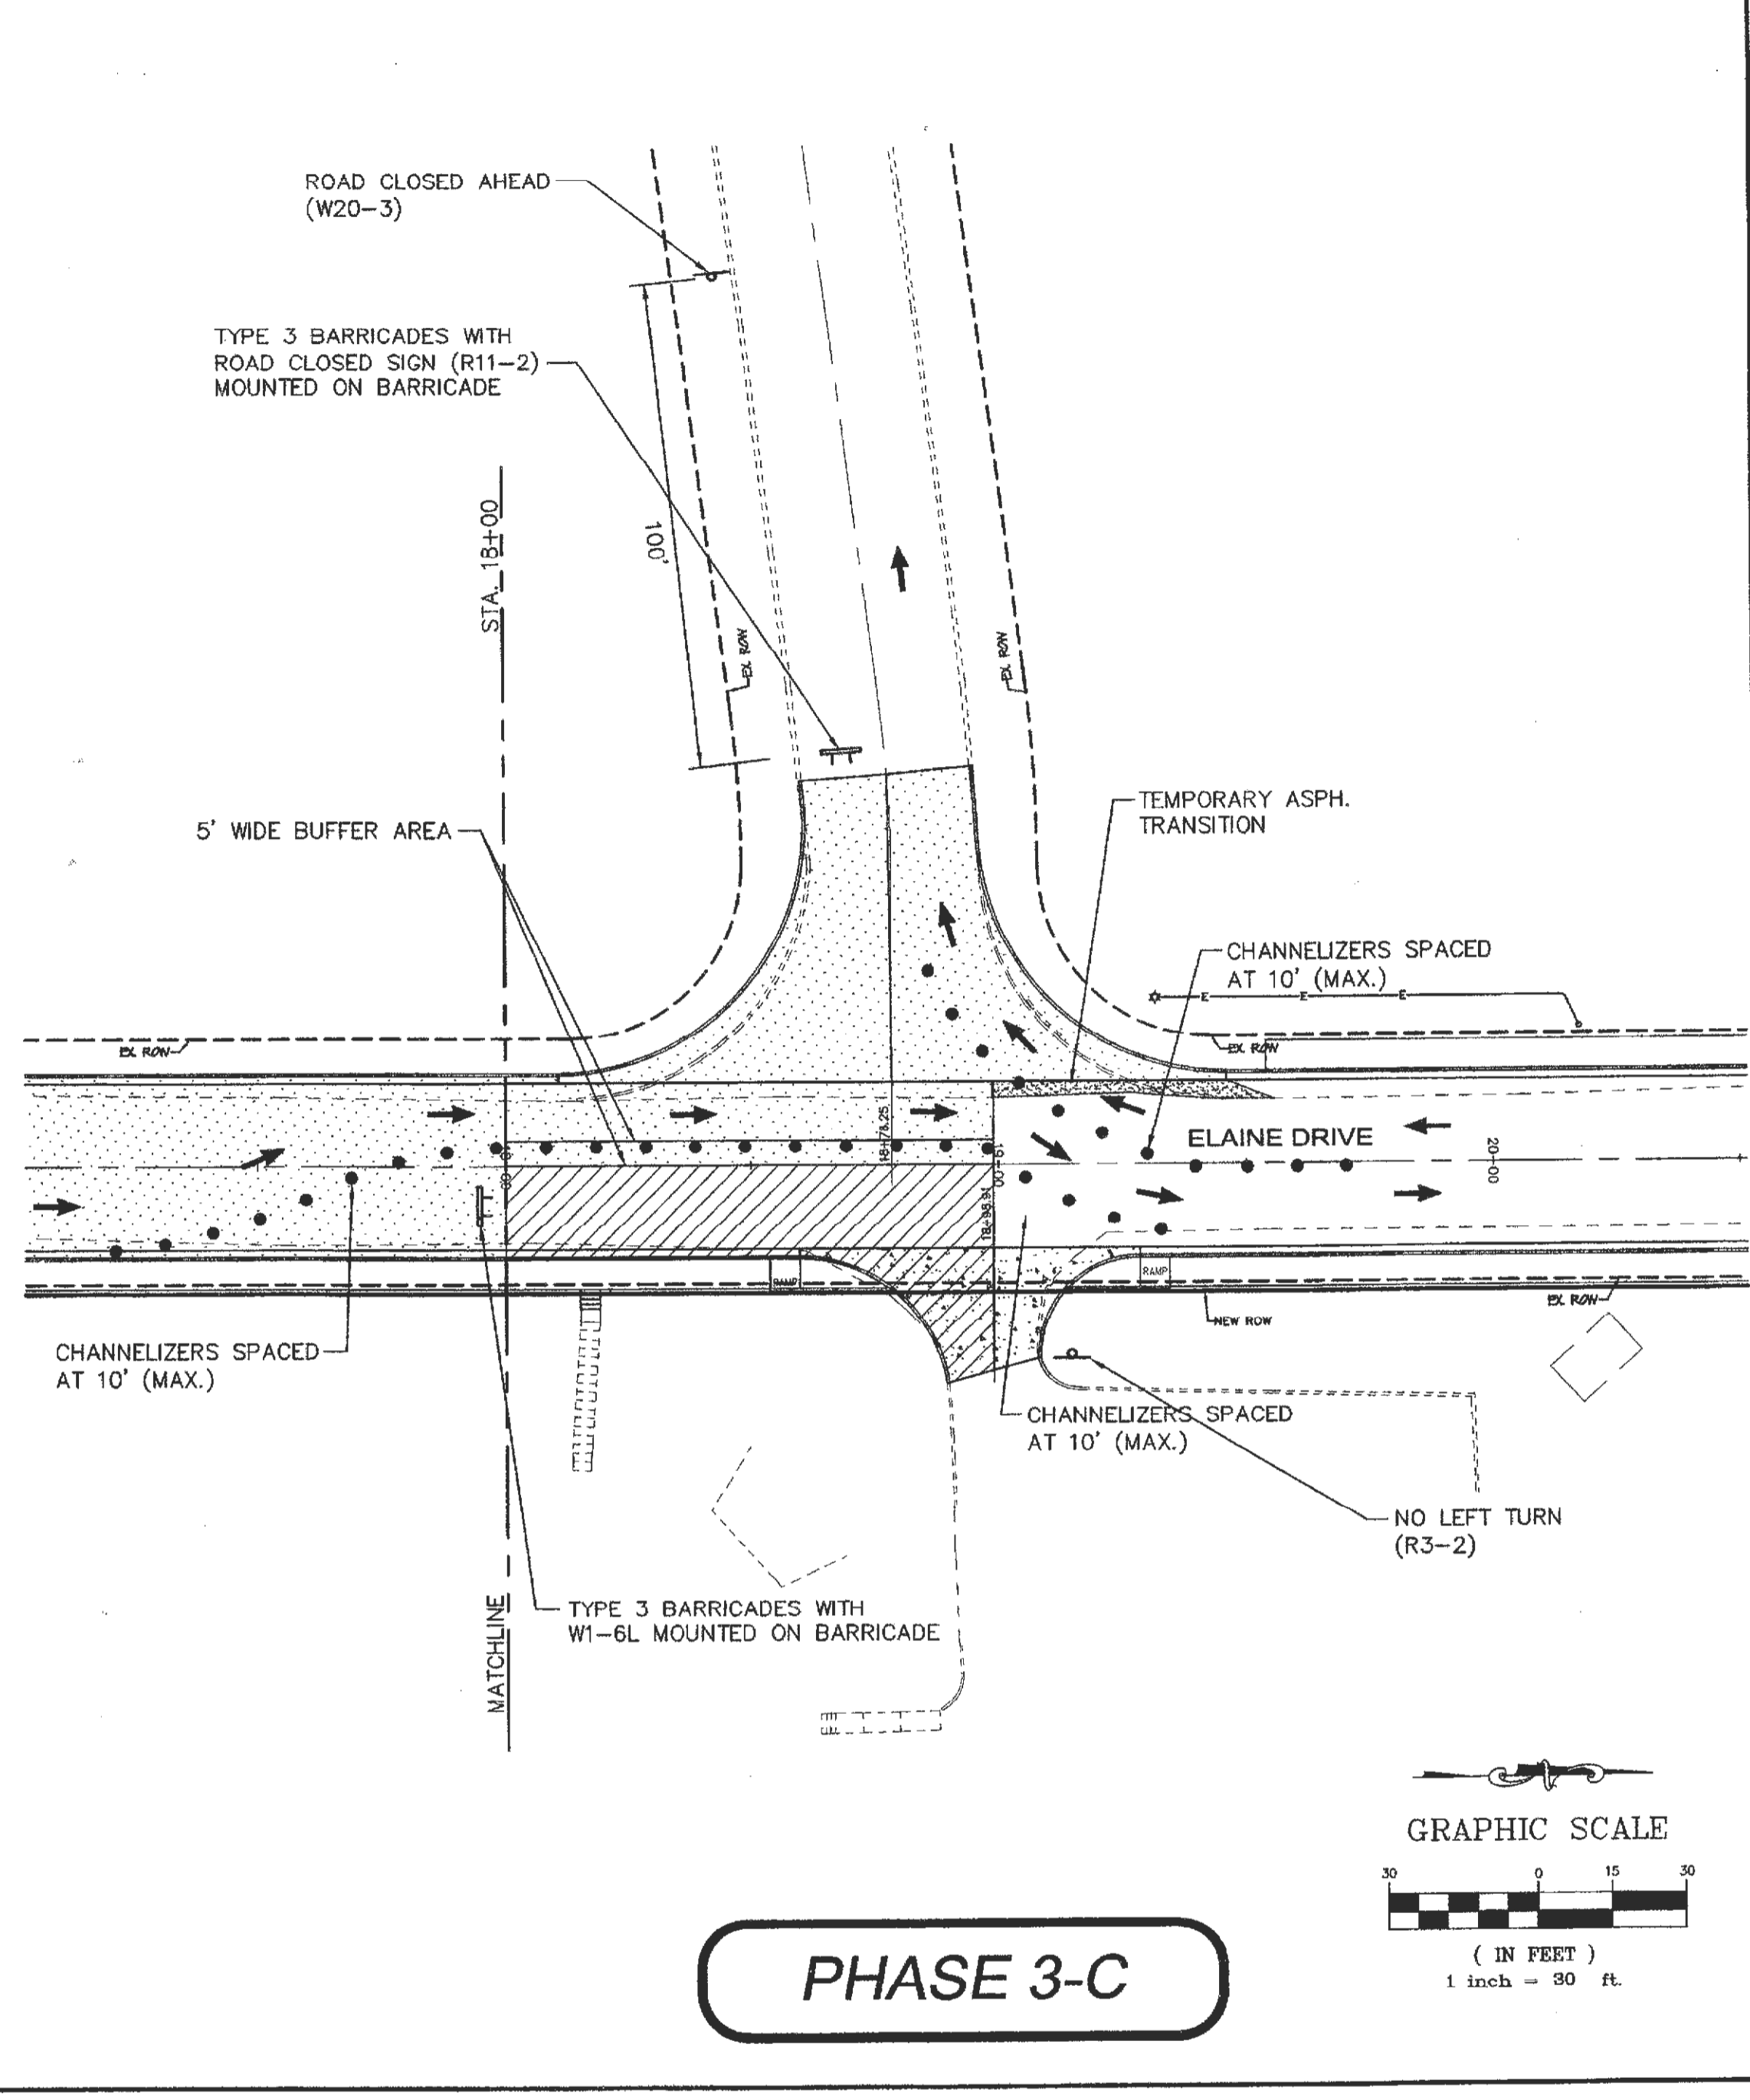 ROAD CLOSED AHEAD
(W20-3)
TYPE 3 BARRICADES WITH
ROAD CLOSED SIGN (R11-2)
MOUNTED ON BARRICADE
STA. 18+00
100'
EX ROW
EX ROW
5' WIDE BUFFER AREA
TEMPORARY ASPH.
TRANSITION
CHANNELIZERS SPACED
AT 10' (MAX.)
E
E
E
EX ROW
EX ROW
18+78.25
ELAINE DRIVE
19+00
20+00
18+98.91
RAMP
RAMP
EX ROW
NEW ROW
CHANNELIZERS SPACED
AT 10' (MAX.)
CHANNELIZERS SPACED
AT 10' (MAX.)
NO LEFT TURN
(R3-2)
TYPE 3 BARRICADES WITH
W1-6L MOUNTED ON BARRICADE
MATCHLINE
GRAPHIC SCALE
30 0 15 30
( IN FEET )
1 inch = 30 ft.
PHASE 3-C